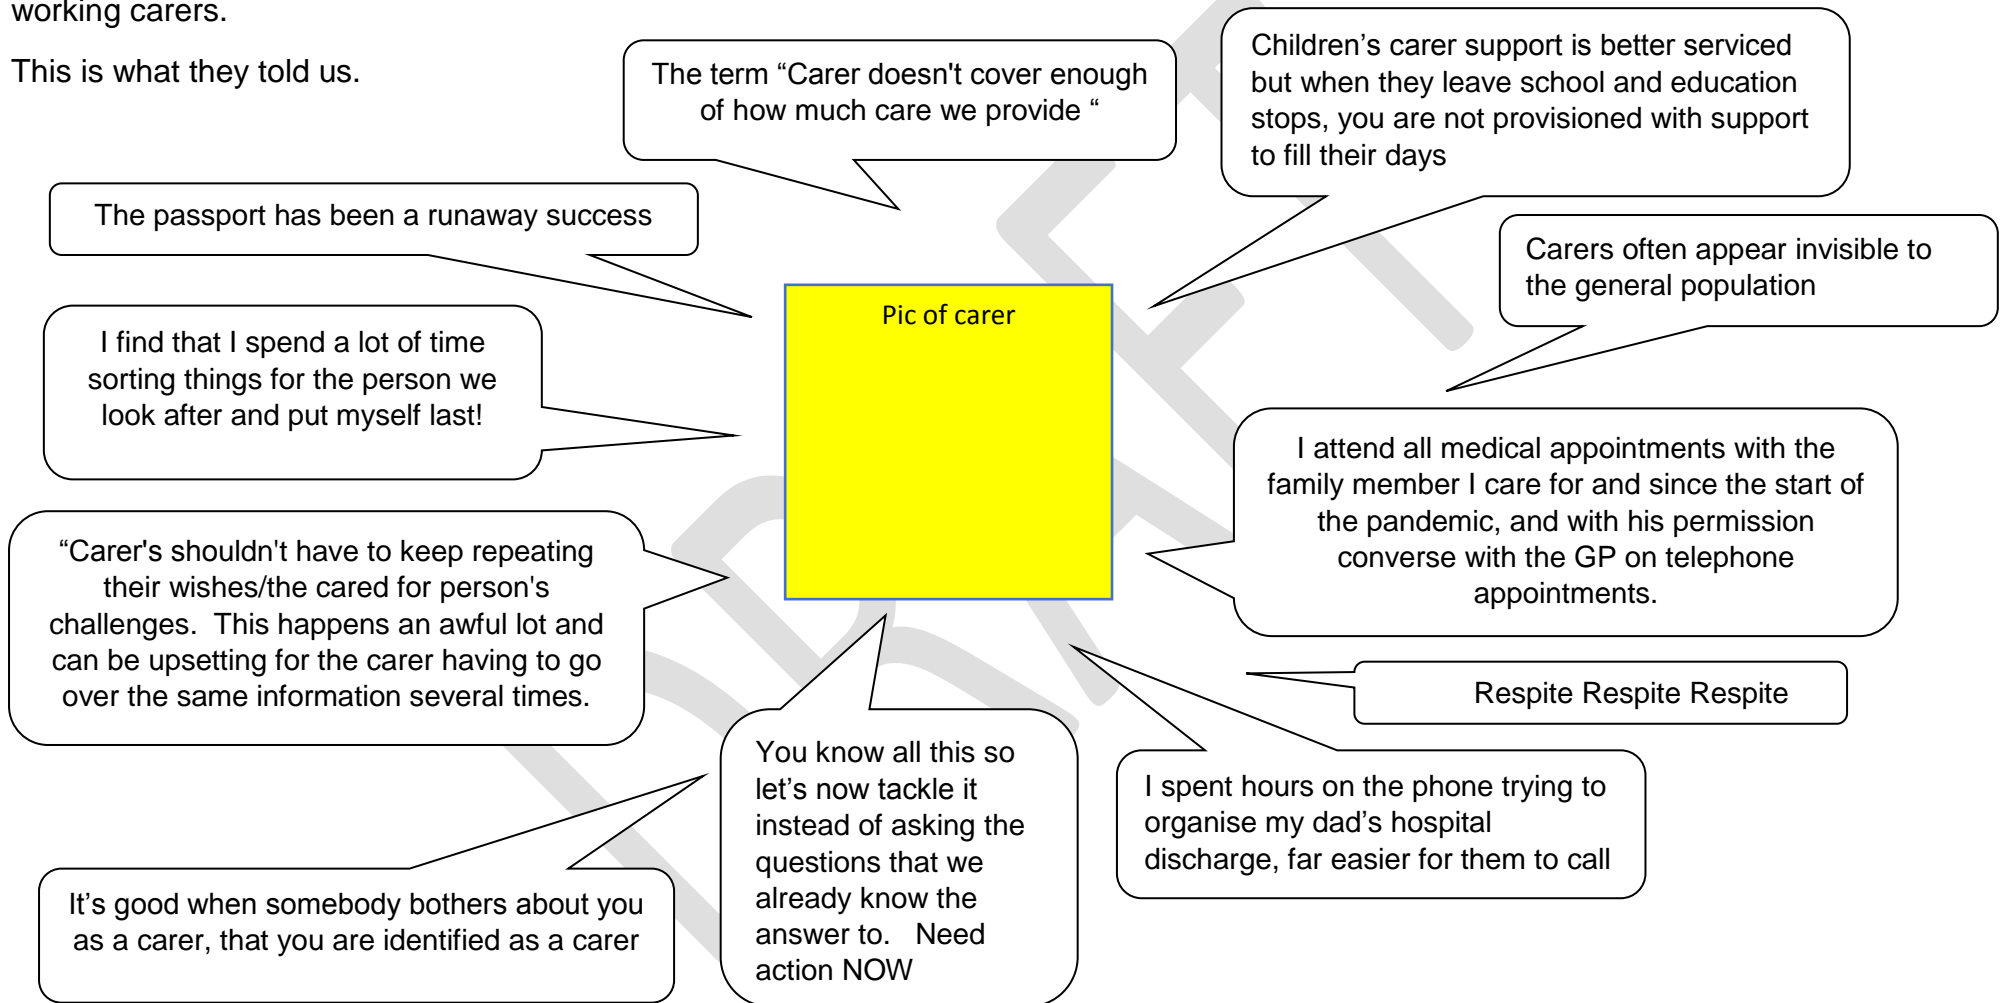 working carers.
This is what they told us.
The term “Carer doesn't cover enough
of how much care we provide “
Children’s carer support is better serviced
but when they leave school and education
stops, you are not provisioned with support
to fill their days
The passport has been a runaway success
Carers often appear invisible to
the general population
Pic of carer
I find that I spend a lot of time
sorting things for the person we
look after and put myself last!
I attend all medical appointments with the
family member I care for and since the start of
the pandemic, and with his permission
converse with the GP on telephone
appointments.
“Carer's shouldn't have to keep repeating
their wishes/the cared for person's
challenges.  This happens an awful lot and
can be upsetting for the carer having to go
over the same information several times.
Respite Respite Respite
You know all this so
let’s now tackle it
instead of asking the
questions that we
already know the
answer to.   Need
action NOW
I spent hours on the phone trying to
organise my dad’s hospital
discharge, far easier for them to call
It’s good when somebody bothers about you
as a carer, that you are identified as a carer
DRAFT